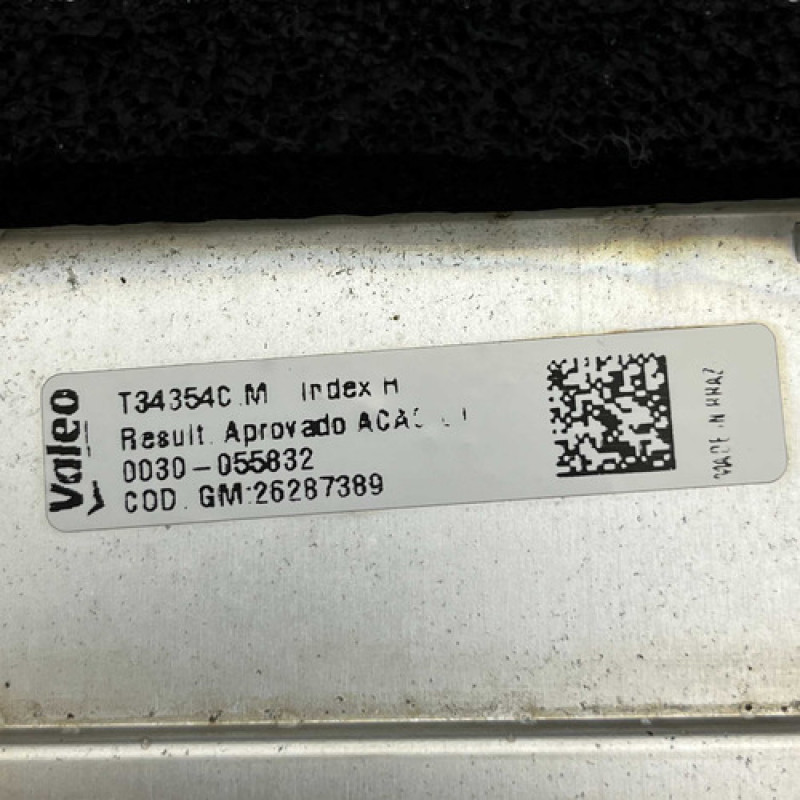 Valeo
T34354C.M Index H
Result. Aprovado
0030-055832
COD. GM:26287389
MADE IN BRAZ